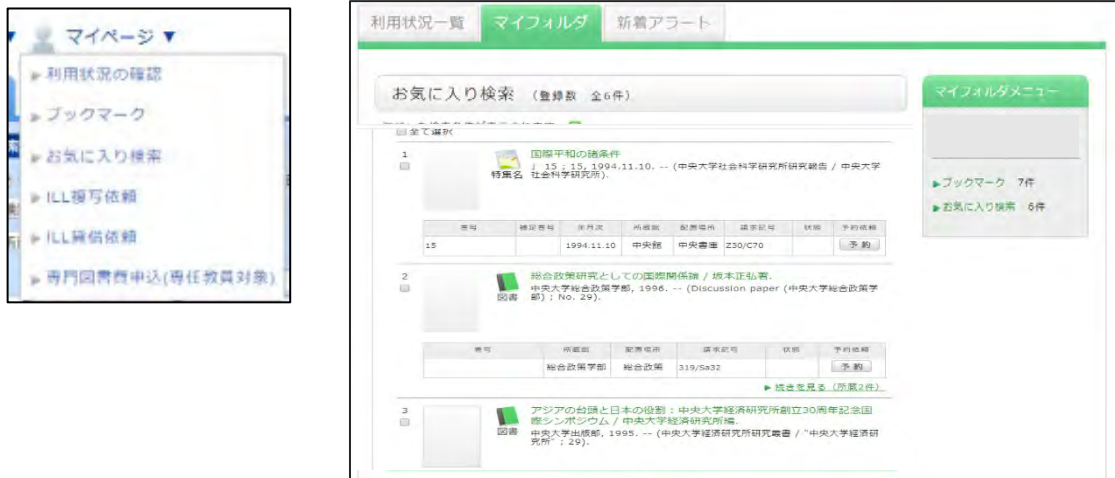 マイページ ▼
利用状況の確認
ブックマーク
お気に入り検索
ILL複写依頼
ILL貸借依頼
専門図書費申込(専任教員対象)
利用状況一覧 マイフォルダ 新着アラート
お気に入り検索 (登録数 全6件)
全て選択
1
国際平和の諸条件
特集名
15 ; 15, 1994.11.10. -- (中央大学社会科学研究所研究報告 / 中央大学
社会科学研究所).
巻号 補足巻号 年月次 所蔵館 配置場所 請求記号 状態 予約依頼
15 1994.11.10 中央館 中央書庫 Z30/C70 予約
2
総合政策研究としての国際関係論 / 坂本正弘著.
図書
中央大学総合政策学部, 1996. -- (Discussion paper (中央大学総合政策学
部) ; No. 29).
巻号 所蔵館 配置場所 請求記号 状態 予約依頼
総合政策学部 総合政策 319/Sa32 予約
続きを見る (所蔵2件)
3
アジアの台頭と日本の役割 : 中央大学経済研究所創立30周年記念国
際シンポジウム / 中央大学経済研究所編.
図書
中央大学出版部, 1995. -- (中央大学経済研究所研究叢書 / "中央大学経済研
究所" ; 29).
マイフォルダメニュー
ブックマーク 7件
お気に入り検索 6件